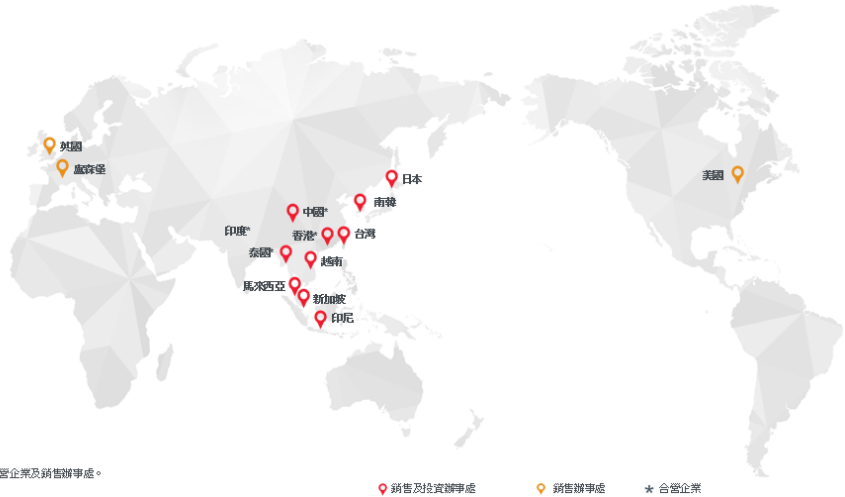 英國
盧森堡
日本
美國
南韓
中國*
印度*
香港*
台灣
泰國*
越南
馬來西亞
新加坡
印尼
營企業及銷售辦事處。
銷售及投資辦事處
銷售辦事處
* 合營企業